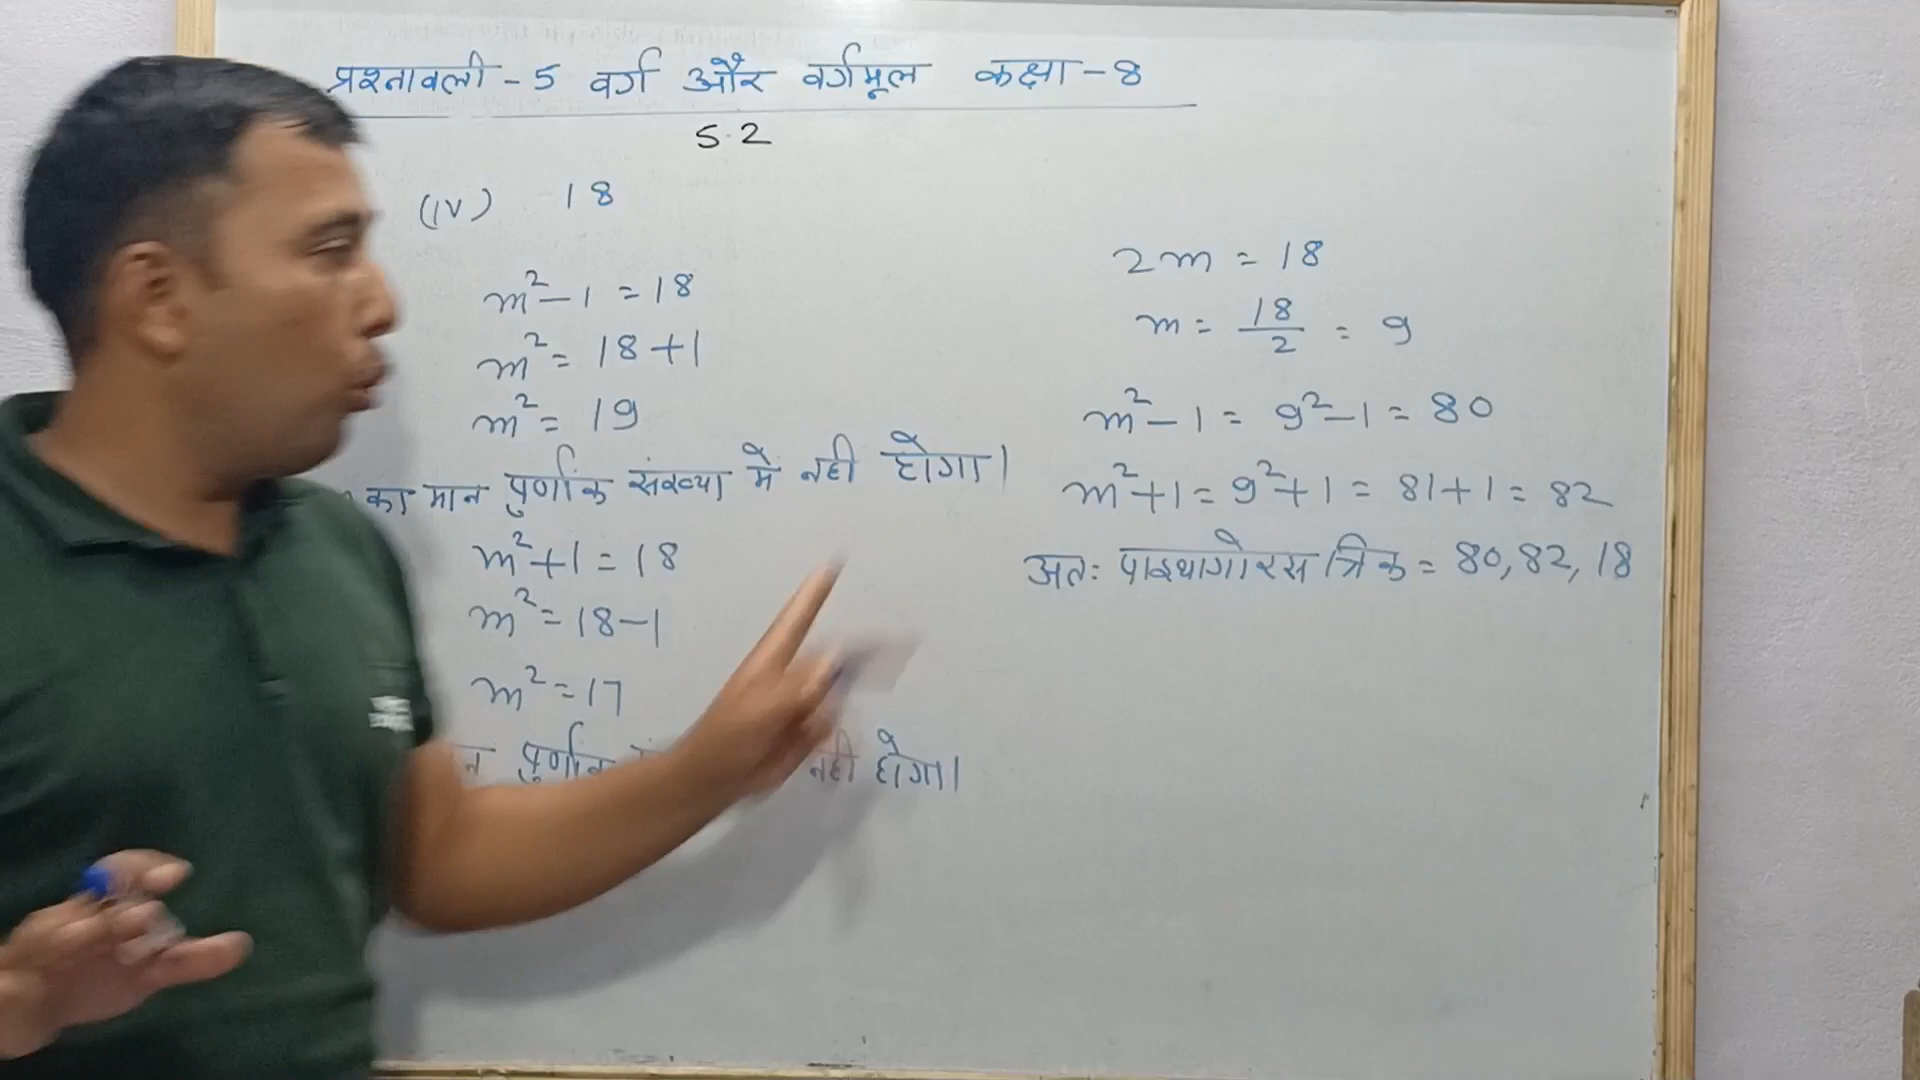 प्रश्नावली - 5 वर्ग और वर्गमूल कक्षा - 8
5.2
(iv) 18
m² - 1 = 18
m² = 18 + 1
m² = 19
का मान पुर्णांक संख्या में नही होगा।
m² + 1 = 18
m² = 18 - 1
m² = 17
पुर्णांक नही होगा।
2m = 18
m = 18/2 = 9
m² - 1 = 9² - 1 = 80
m² + 1 = 9² + 1 = 81 + 1 = 82
अतः पाइथागोरस त्रिक = 80, 82, 18